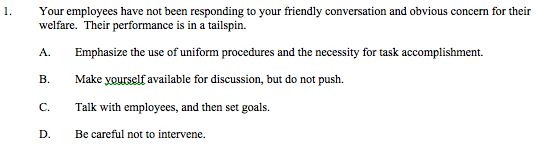 1. Your employees have not been responding to your friendly conversation and obvious concern for their
welfare. Their performance is in a tailspin.
A. Emphasize the use of uniform procedures and the necessity for task accomplishment.
B. Make yourself available for discussion, but do not push.
C. Talk with employees, and then set goals.
D. Be careful not to intervene.